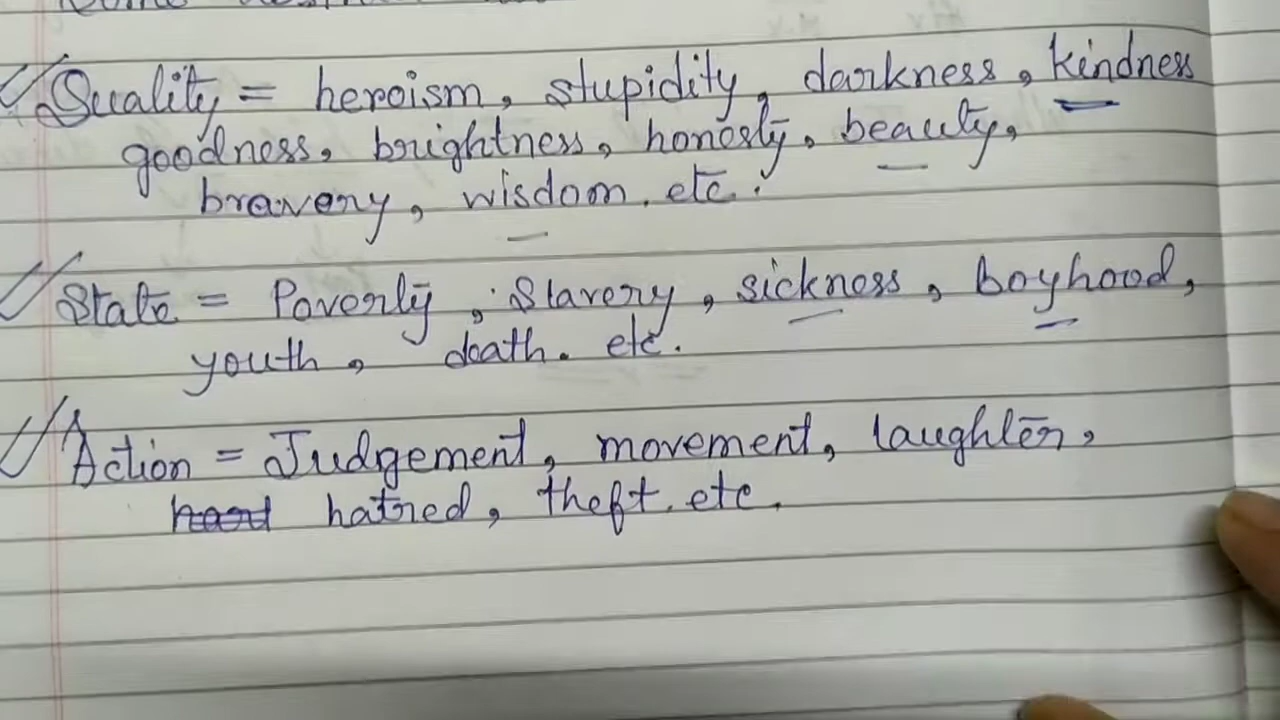 Quality = heroism, stupidity, darkness, kindness
goodness, brightness, honesty, beauty,
bravery, wisdom. etc.
State = Poverty, Slavery, sickness, boyhood,
youth, death. etc.
Action = Judgement, movement, laughter,
hatred, theft. etc.